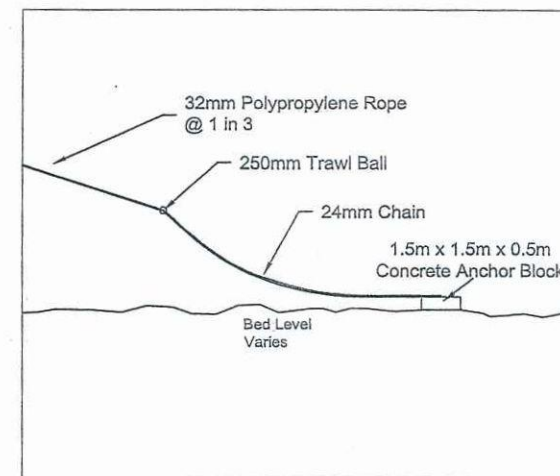 32mm Polypropylene Rope
@ 1 in 3
250mm Trawl Ball
24mm Chain
1.5m x 1.5m x 0.5m
Concrete Anchor Block
Bed Level
Varies